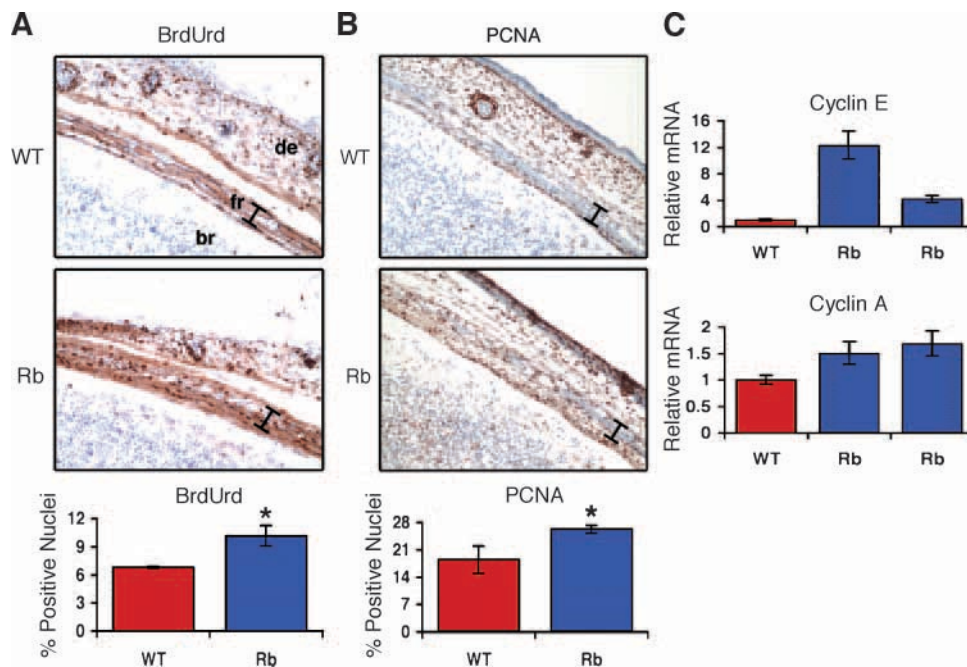 A
BrdUrd
WT
de
fr
br
Rb
BrdUrd
% Positive Nuclei
12
9
6
3
0
*
WT
Rb
B
PCNA
WT
Rb
PCNA
% Positive Nuclei
28
21
14
7
0
*
WT
Rb
C
Cyclin E
Relative mRNA
16
12
8
4
0
WT
Rb
Rb
Cyclin A
Relative mRNA
2
1.5
1
0.5
0
WT
Rb
Rb